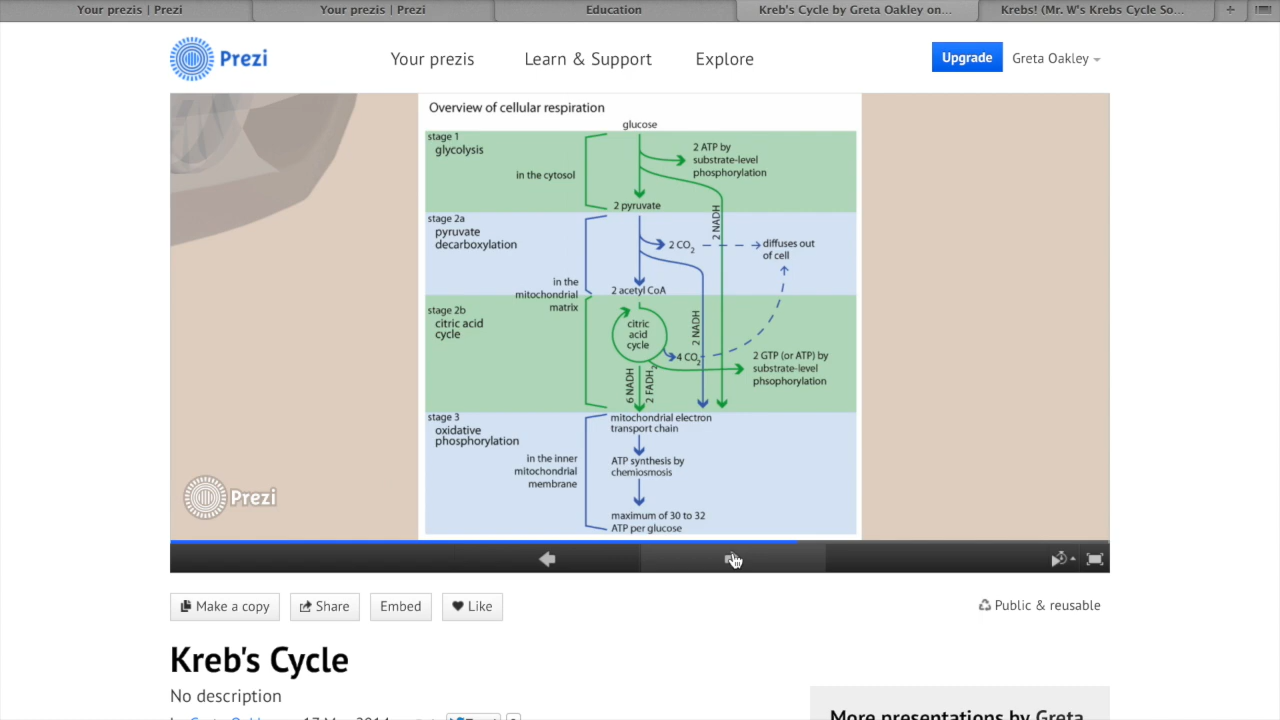 Your prezis | Prezi
Your prezis | Prezi
Education
Kreb's Cycle by Greta Oakley on...
Krebs! (Mr. W's Krebs Cycle So...
Prezi
Your prezis
Learn & Support
Explore
Upgrade
Greta Oakley
Overview of cellular respiration
glucose
stage 1
glycolysis
in the cytosol
2 ATP by
substrate-level
phosphorylation
2 pyruvate
2 NADH
stage 2a
pyruvate
decarboxylation
2 CO2
diffuses out
of cell
in the
mitochondrial
matrix
2 acetyl CoA
stage 2b
citric acid
cycle
citric
acid
cycle
2 NADH
4 CO2
2 GTP (or ATP) by
substrate-level
phsophorylation
6 NADH
2 FADH2
stage 3
oxidative
phosphorylation
mitochondrial electron
transport chain
in the inner
mitochondrial
membrane
ATP synthesis by
chemiosmosis
maximum of 30 to 32
ATP per glucose
Prezi
Make a copy
Share
Embed
Like
Public & reusable
Kreb's Cycle
No description
More presentations by Greta